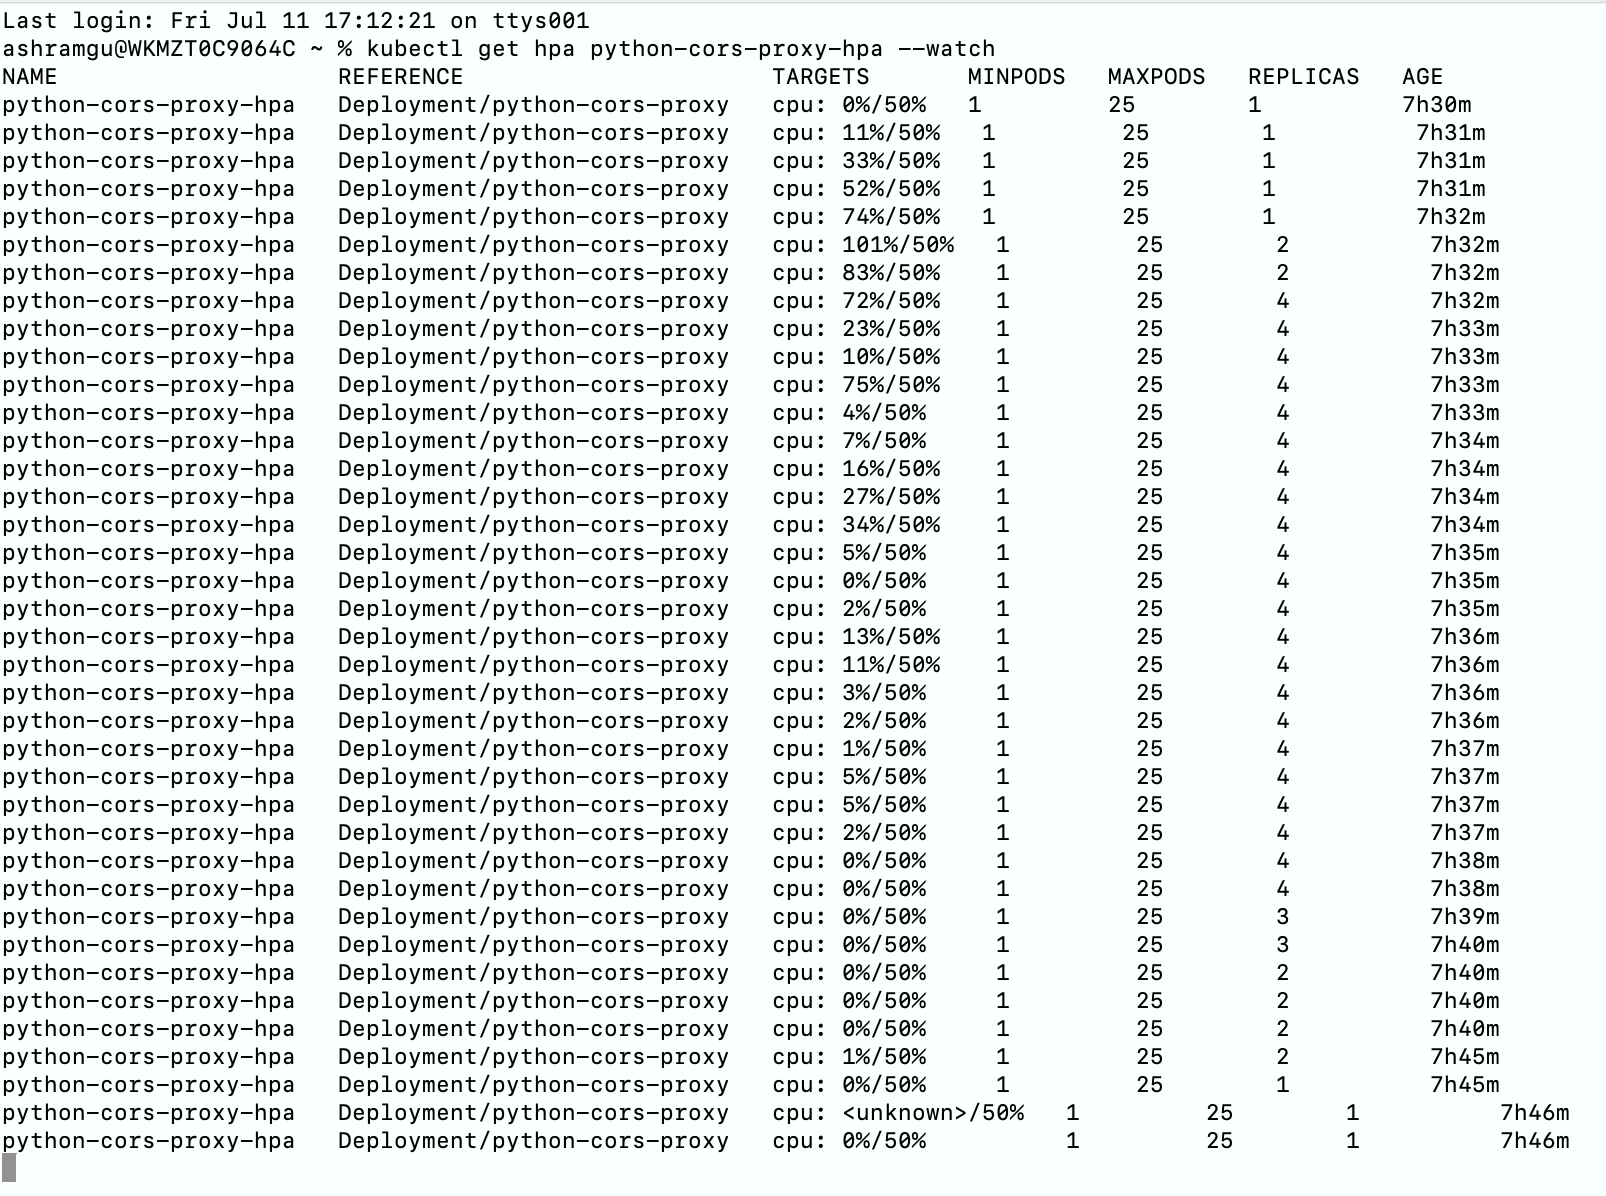 Last login: Fri Jul 11 17:12:21 on ttys001
ashramgu@WKMZT0C9064C ~ % kubectl get hpa python-cors-proxy-hpa --watch
NAME                    REFERENCE                      TARGETS       MINPODS   MAXPODS   REPLICAS   AGE
python-cors-proxy-hpa   Deployment/python-cors-proxy   cpu: 0%/50%   1         25        1          7h30m
python-cors-proxy-hpa   Deployment/python-cors-proxy   cpu: 11%/50%   1         25        1          7h31m
python-cors-proxy-hpa   Deployment/python-cors-proxy   cpu: 33%/50%   1         25        1          7h31m
python-cors-proxy-hpa   Deployment/python-cors-proxy   cpu: 52%/50%   1         25        1          7h31m
python-cors-proxy-hpa   Deployment/python-cors-proxy   cpu: 74%/50%   1         25        1          7h32m
python-cors-proxy-hpa   Deployment/python-cors-proxy   cpu: 101%/50%   1         25        2          7h32m
python-cors-proxy-hpa   Deployment/python-cors-proxy   cpu: 83%/50%    1         25        2          7h32m
python-cors-proxy-hpa   Deployment/python-cors-proxy   cpu: 72%/50%    1         25        4          7h32m
python-cors-proxy-hpa   Deployment/python-cors-proxy   cpu: 23%/50%    1         25        4          7h33m
python-cors-proxy-hpa   Deployment/python-cors-proxy   cpu: 10%/50%    1         25        4          7h33m
python-cors-proxy-hpa   Deployment/python-cors-proxy   cpu: 75%/50%    1         25        4          7h33m
python-cors-proxy-hpa   Deployment/python-cors-proxy   cpu: 4%/50%     1         25        4          7h33m
python-cors-proxy-hpa   Deployment/python-cors-proxy   cpu: 7%/50%     1         25        4          7h34m
python-cors-proxy-hpa   Deployment/python-cors-proxy   cpu: 16%/50%    1         25        4          7h34m
python-cors-proxy-hpa   Deployment/python-cors-proxy   cpu: 27%/50%    1         25        4          7h34m
python-cors-proxy-hpa   Deployment/python-cors-proxy   cpu: 34%/50%    1         25        4          7h34m
python-cors-proxy-hpa   Deployment/python-cors-proxy   cpu: 5%/50%     1         25        4          7h35m
python-cors-proxy-hpa   Deployment/python-cors-proxy   cpu: 0%/50%     1         25        4          7h35m
python-cors-proxy-hpa   Deployment/python-cors-proxy   cpu: 2%/50%     1         25        4          7h35m
python-cors-proxy-hpa   Deployment/python-cors-proxy   cpu: 13%/50%    1         25        4          7h36m
python-cors-proxy-hpa   Deployment/python-cors-proxy   cpu: 11%/50%    1         25        4          7h36m
python-cors-proxy-hpa   Deployment/python-cors-proxy   cpu: 3%/50%     1         25        4          7h36m
python-cors-proxy-hpa   Deployment/python-cors-proxy   cpu: 2%/50%     1         25        4          7h36m
python-cors-proxy-hpa   Deployment/python-cors-proxy   cpu: 1%/50%     1         25        4          7h37m
python-cors-proxy-hpa   Deployment/python-cors-proxy   cpu: 5%/50%     1         25        4          7h37m
python-cors-proxy-hpa   Deployment/python-cors-proxy   cpu: 5%/50%     1         25        4          7h37m
python-cors-proxy-hpa   Deployment/python-cors-proxy   cpu: 2%/50%     1         25        4          7h37m
python-cors-proxy-hpa   Deployment/python-cors-proxy   cpu: 0%/50%     1         25        4          7h38m
python-cors-proxy-hpa   Deployment/python-cors-proxy   cpu: 0%/50%     1         25        4          7h38m
python-cors-proxy-hpa   Deployment/python-cors-proxy   cpu: 0%/50%     1         25        3          7h39m
python-cors-proxy-hpa   Deployment/python-cors-proxy   cpu: 0%/50%     1         25        3          7h40m
python-cors-proxy-hpa   Deployment/python-cors-proxy   cpu: 0%/50%     1         25        2          7h40m
python-cors-proxy-hpa   Deployment/python-cors-proxy   cpu: 0%/50%     1         25        2          7h40m
python-cors-proxy-hpa   Deployment/python-cors-proxy   cpu: 0%/50%     1         25        2          7h40m
python-cors-proxy-hpa   Deployment/python-cors-proxy   cpu: 1%/50%     1         25        2          7h45m
python-cors-proxy-hpa   Deployment/python-cors-proxy   cpu: 0%/50%     1         25        1          7h45m
python-cors-proxy-hpa   Deployment/python-cors-proxy   cpu: <unknown>/50%   1         25        1          7h46m
python-cors-proxy-hpa   Deployment/python-cors-proxy   cpu: 0%/50%          1         25        1          7h46m